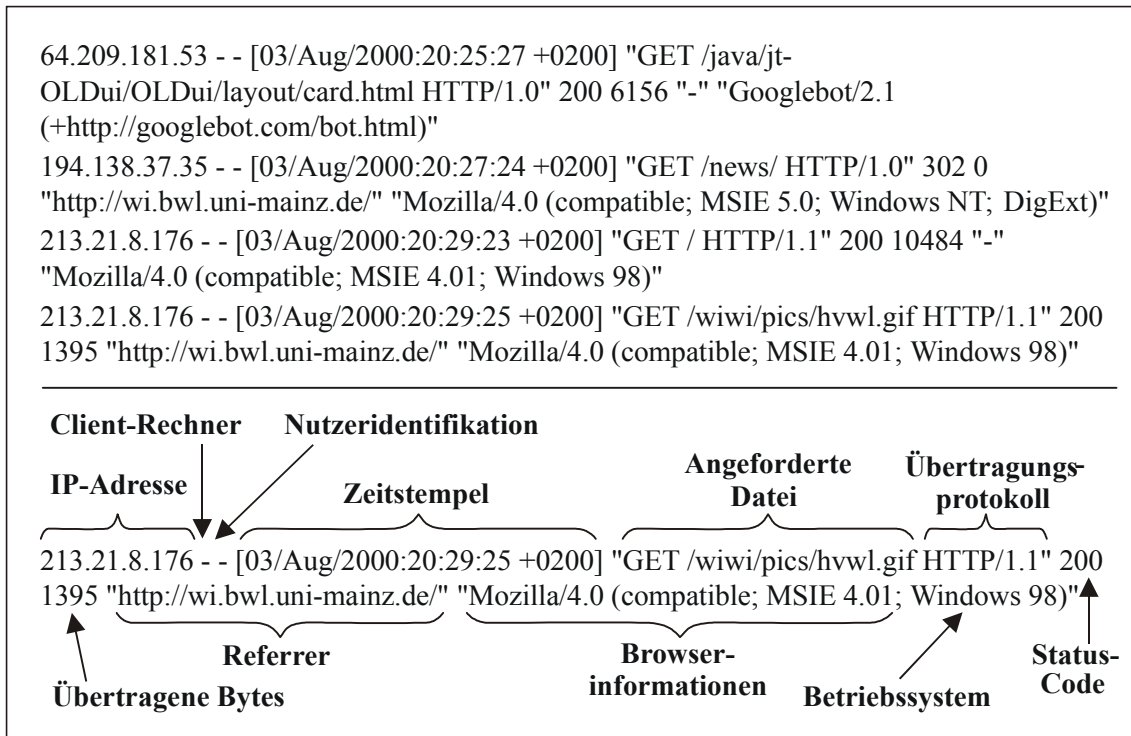 64.209.181.53 - - [03/Aug/2000:20:25:27 +0200] "GET /java/jt-
OLDui/OLDui/layout/card.html HTTP/1.0" 200 6156 "-" "Googlebot/2.1
(+http://googlebot.com/bot.html)"
194.138.37.35 - - [03/Aug/2000:20:27:24 +0200] "GET /news/ HTTP/1.0" 302 0
"http://wi.bwl.uni-mainz.de/" "Mozilla/4.0 (compatible; MSIE 5.0; Windows NT; DigExt)"
213.21.8.176 - - [03/Aug/2000:20:29:23 +0200] "GET / HTTP/1.1" 200 10484 "-"
"Mozilla/4.0 (compatible; MSIE 4.01; Windows 98)"
213.21.8.176 - - [03/Aug/2000:20:29:25 +0200] "GET /wiwi/pics/hvwl.gif HTTP/1.1" 200
1395 "http://wi.bwl.uni-mainz.de/" "Mozilla/4.0 (compatible; MSIE 4.01; Windows 98)"
Client-Rechner Nutzeridentifikation
IP-Adresse
Zeitstempel
Angeforderte
Datei
Übertragungs-
protokoll
213.21.8.176 - - [03/Aug/2000:20:29:25 +0200] "GET /wiwi/pics/hvwl.gif HTTP/1.1" 200
1395 "http://wi.bwl.uni-mainz.de/" "Mozilla/4.0 (compatible; MSIE 4.01; Windows 98)"
Referrer
Browser-
informationen
Status-
Code
Übertragene Bytes
Betriebssystem